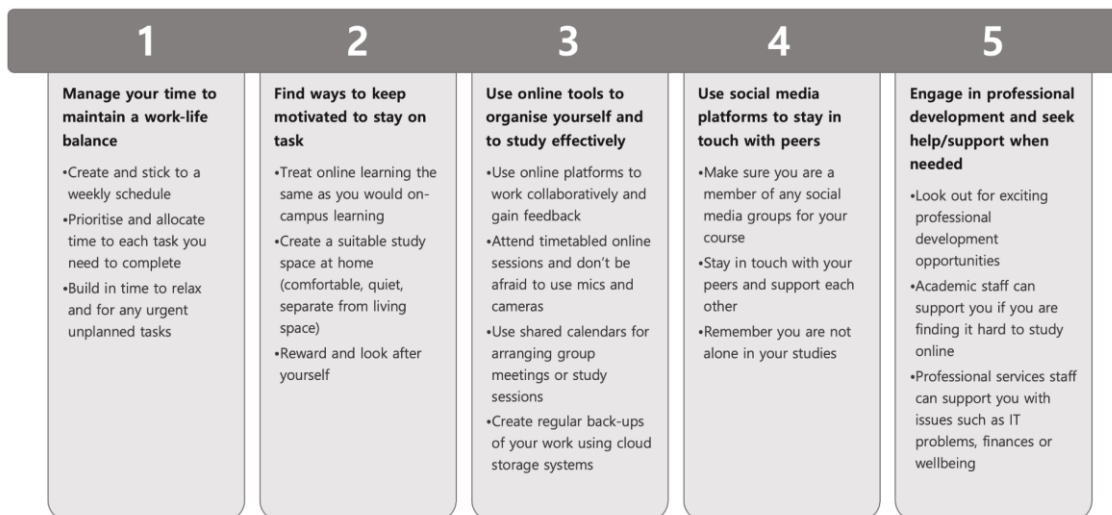 1
Manage your time to
maintain a work-life
balance
•Create and stick to a
weekly schedule
•Prioritise and allocate
time to each task you
need to complete
•Build in time to relax
and for any urgent
unplanned tasks
2
Find ways to keep
motivated to stay on
task
•Treat online learning the
same as you would on-
campus learning
•Create a suitable study
space at home
(comfortable, quiet,
separate from living
space)
•Reward and look after
yourself
3
Use online tools to
organise yourself and
to study effectively
•Use online platforms to
work collaboratively and
gain feedback
•Attend timetabled online
sessions and don't be
afraid to use mics and
cameras
•Use shared calendars for
arranging group
meetings or study
sessions
•Create regular back-ups
of your work using cloud
storage systems
4
Use social media
platforms to stay in
touch with peers
•Make sure you are a
member of any social
media groups for your
course
•Stay in touch with your
peers and support each
other
•Remember you are not
alone in your studies
5
Engage in professional
development and seek
help/support when
needed
•Look out for exciting
professional
development
opportunities
•Academic staff can
support you if you are
finding it hard to study
online
•Professional services staff
can support you with
issues such as IT
problems, finances or
wellbeing